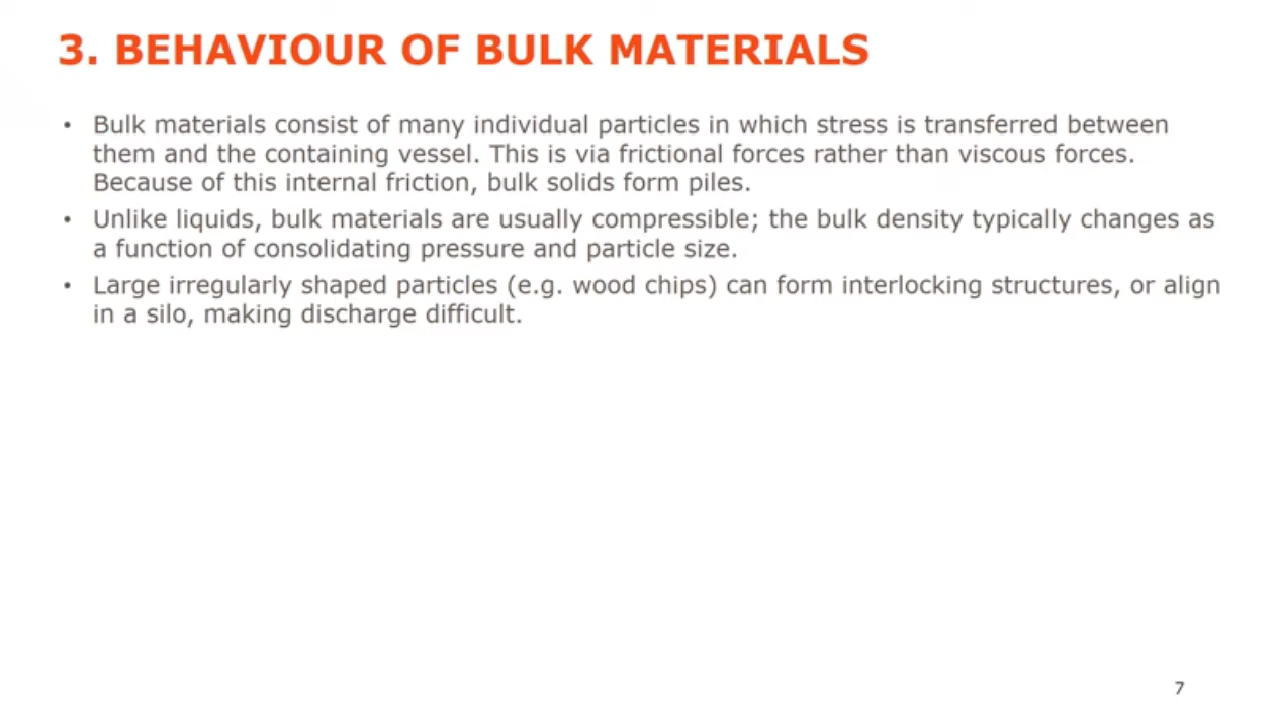 3. BEHAVIOUR OF BULK MATERIALS
• Bulk materials consist of many individual particles in which stress is transferred between
them and the containing vessel. This is via frictional forces rather than viscous forces.
Because of this internal friction, bulk solids form piles.
• Unlike liquids, bulk materials are usually compressible; the bulk density typically changes as
a function of consolidating pressure and particle size.
• Large irregularly shaped particles (e.g. wood chips) can form interlocking structures, or align
in a silo, making discharge difficult.
7